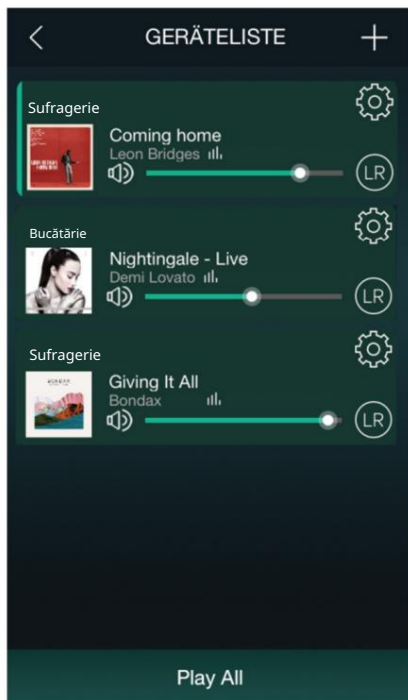 GERÄTELISTE
Sufragerie
Coming home
Leon Bridges
LR
Bucătărie
Nightingale - Live
Demi Lovato
LR
Sufragerie
Giving It All
Bondax
LR
Play All